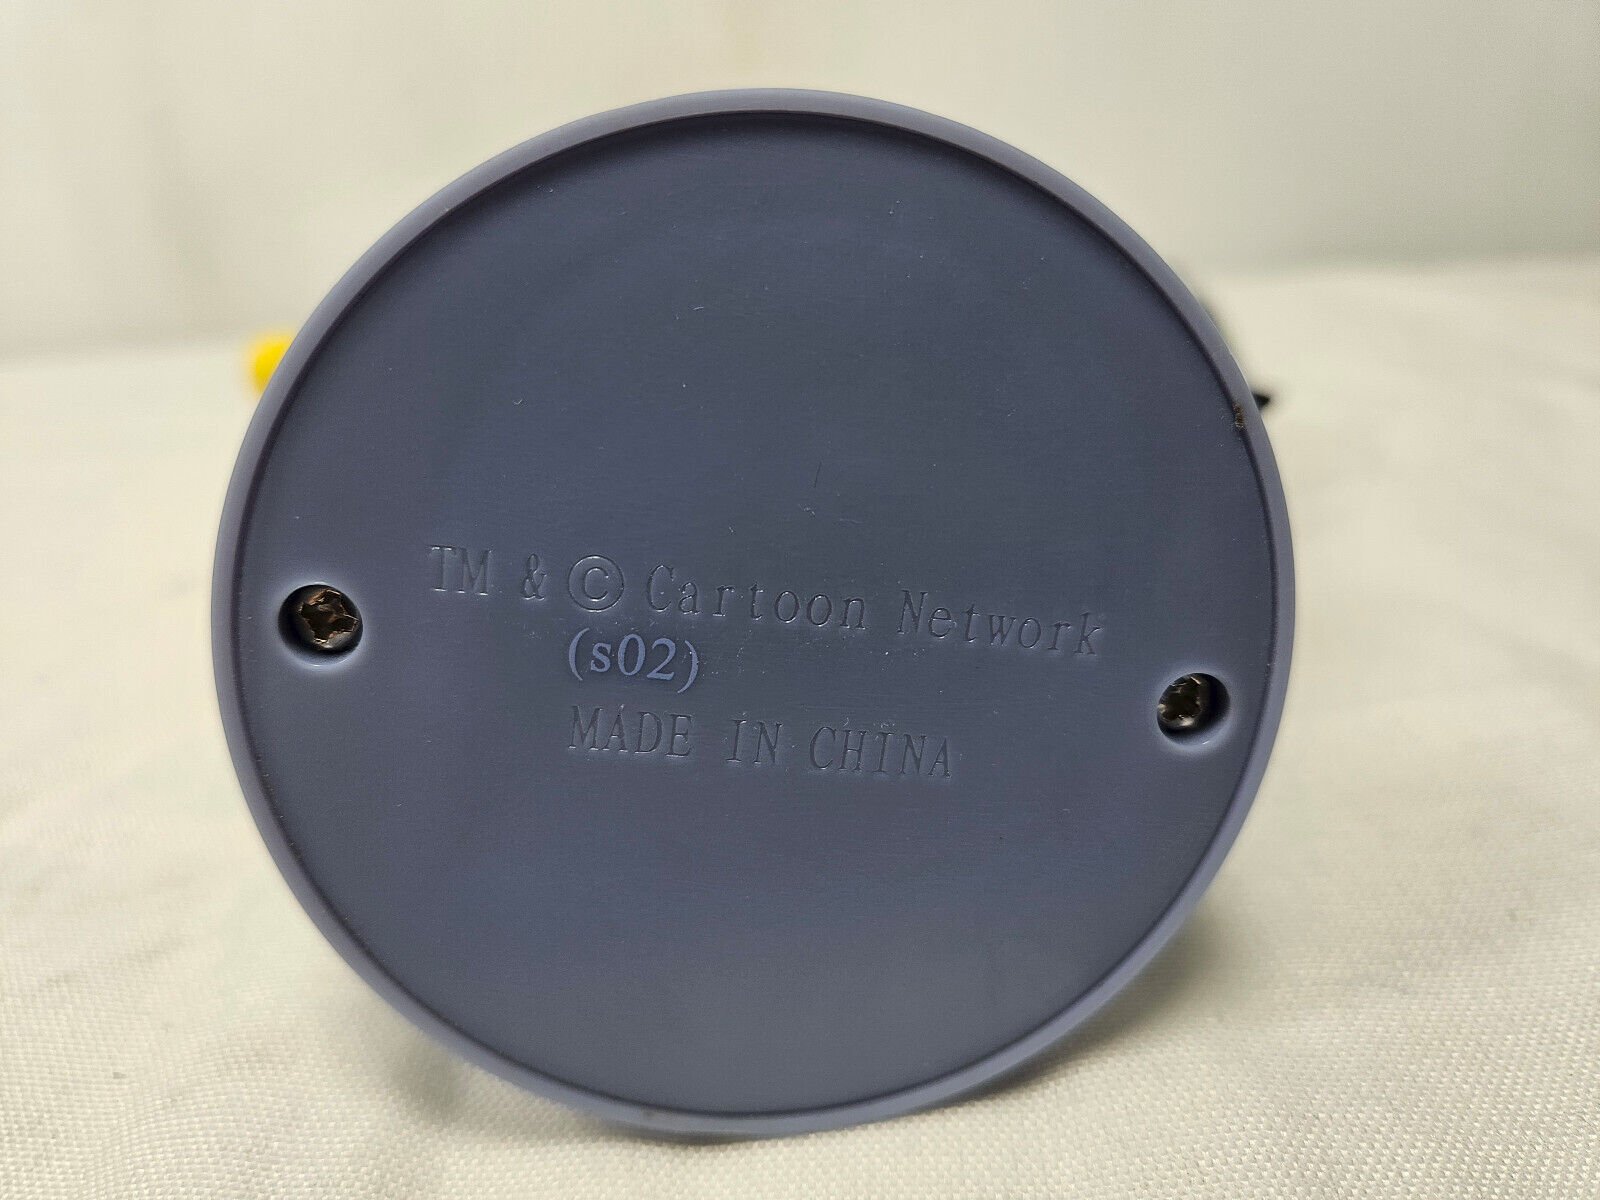 TM & © Cartoon Network
(s02)
MADE IN CHINA